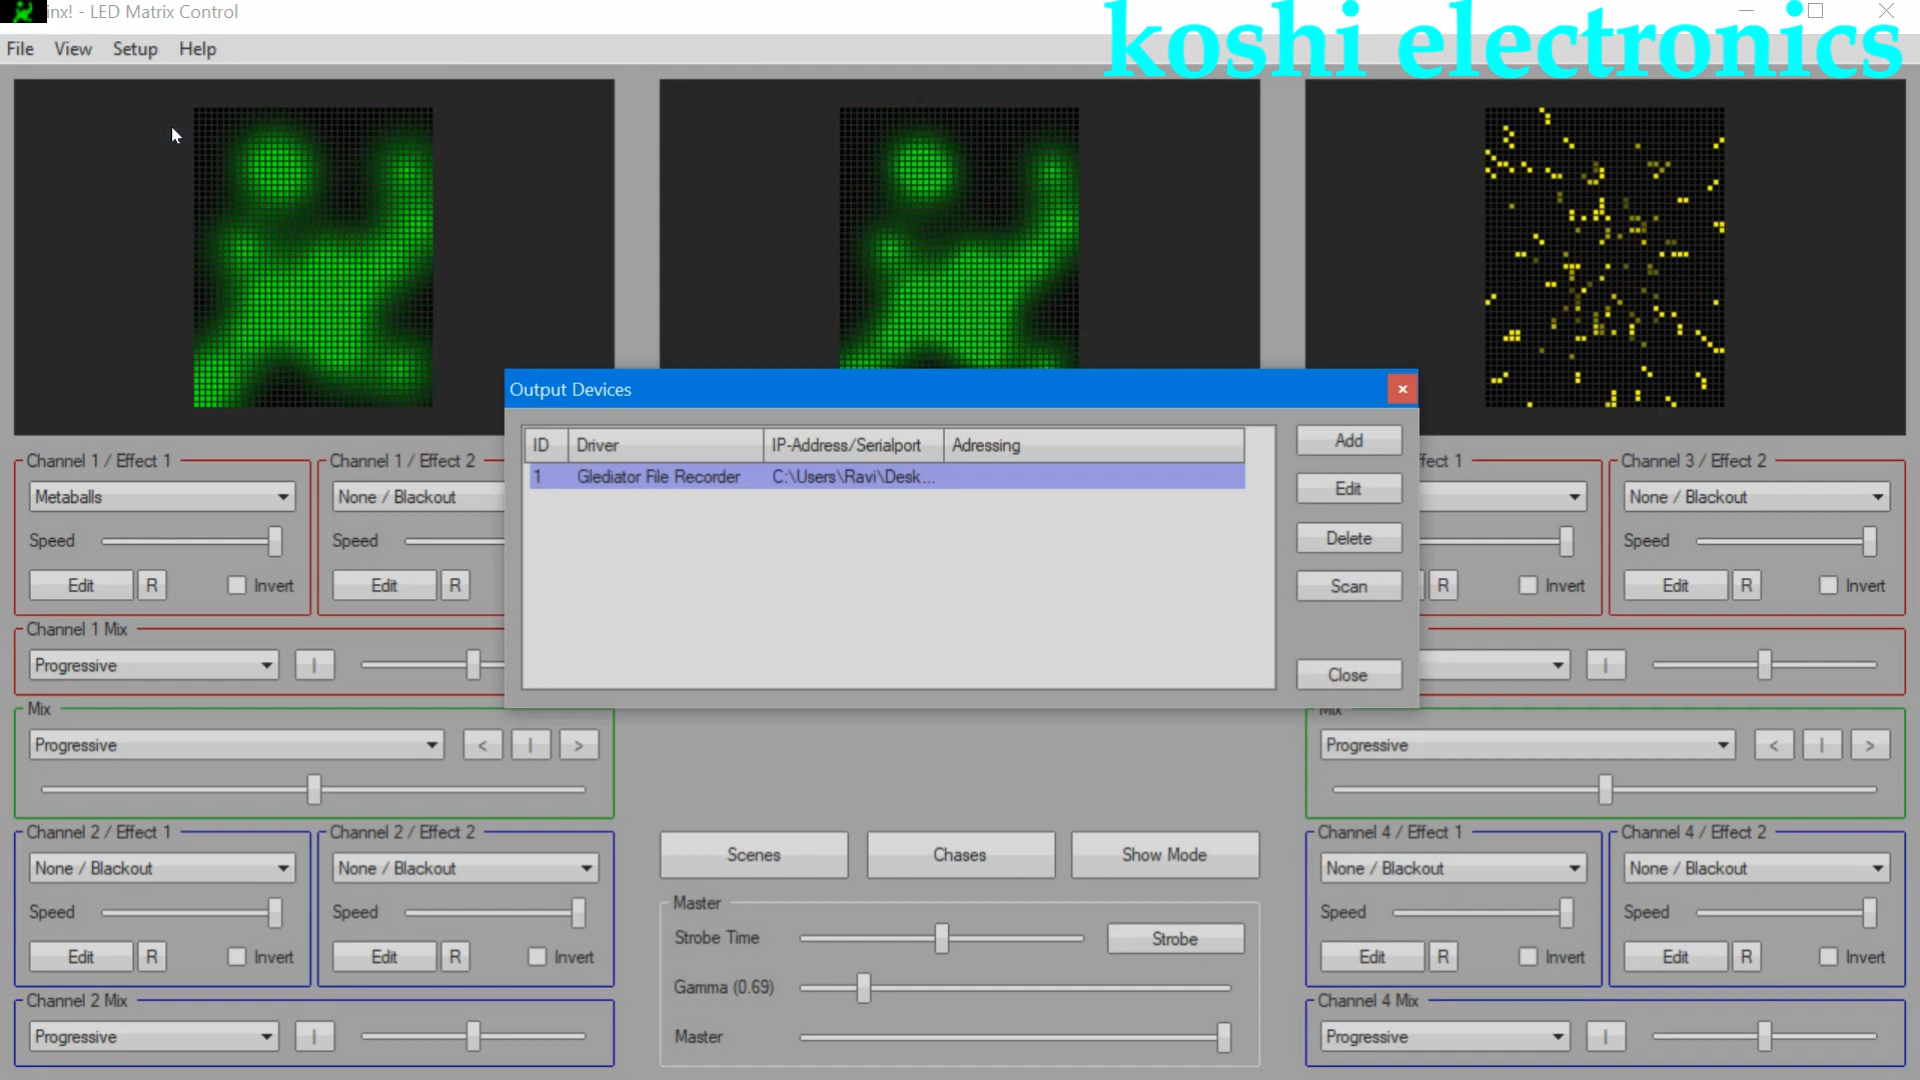 inx! - LED Matrix Control
koshi electronics
File View Setup Help
Output Devices
ID Driver IP-Address/Serialport Adressing
1 Glediator File Recorder C:\Users\Ravi\Desk...
Add
Edit
Delete
Scan
Close
Channel 1 / Effect 1
Metaballs
Speed
Edit R Invert
Channel 1 / Effect 2
None / Blackout
Speed
Edit R
Channel 1 Mix
Progressive |
Mix
Progressive < | >
Channel 2 / Effect 1
None / Blackout
Speed
Edit R Invert
Channel 2 / Effect 2
None / Blackout
Speed
Edit R Invert
Channel 2 Mix
Progressive |
Scenes Chases Show Mode
Master
Strobe Time Strobe
Gamma (0.69)
Master
ffect 1
R Invert
Channel 3 / Effect 2
None / Blackout
Speed
Edit R Invert
|
Mix
Progressive < | >
Channel 4 / Effect 1
None / Blackout
Speed
Edit R Invert
Channel 4 / Effect 2
None / Blackout
Speed
Edit R Invert
Channel 4 Mix
Progressive |